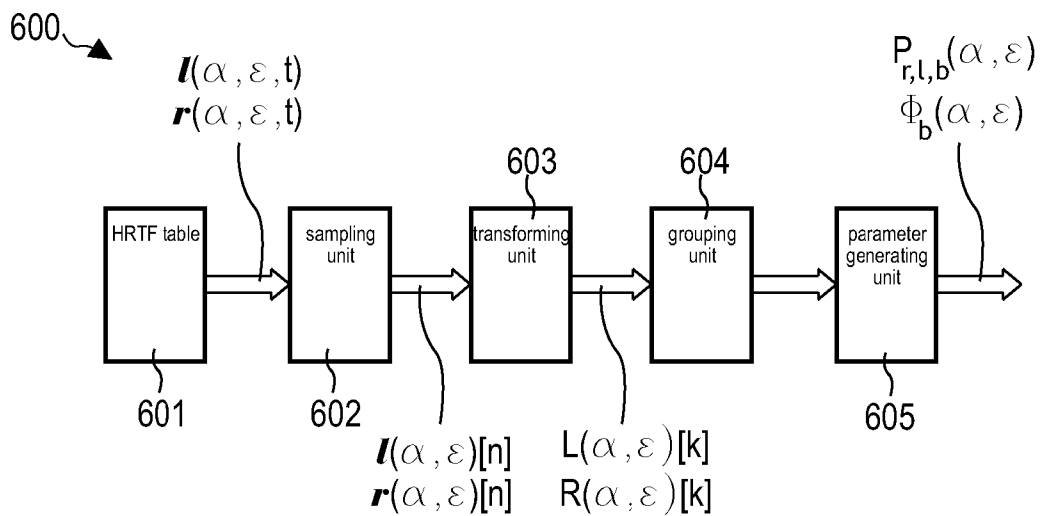 600
l(α,ε,t)
r(α,ε,t)
P_{r,l,b}(α,ε)
Φ_b(α,ε)
603
604
HRTF table
sampling
unit
transforming
unit
grouping
unit
parameter
generating
unit
601
602
605
l(α,ε)[n]
r(α,ε)[n]
L(α,ε)[k]
R(α,ε)[k]